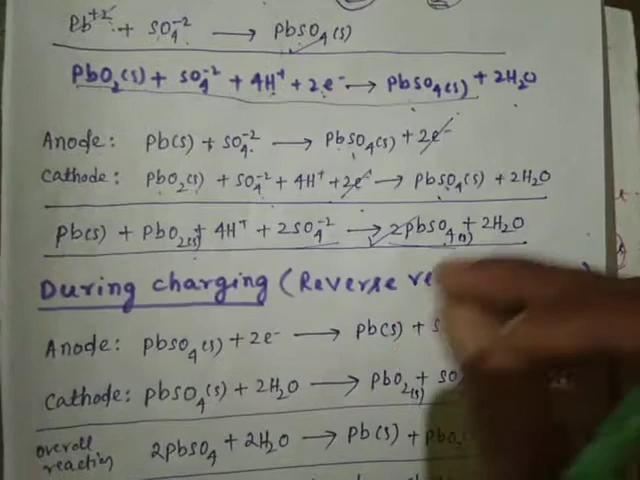 Pb⁺² + SO₄⁻² ⟶ PbSO₄(s)
PbO₂(s) + SO₄⁻² + 4H⁺ + 2e⁻ ⟶ PbSO₄(s) + 2H₂O
Anode: Pb(s) + SO₄⁻² ⟶ PbSO₄(s) + 2e⁻
Cathode: PbO₂(s) + SO₄⁻² + 4H⁺ + 2e⁻ ⟶ PbSO₄(s) + 2H₂O
Pb(s) + PbO₂(s) + 4H⁺ + 2SO₄⁻² ⟶ 2PbSO₄(s) + 2H₂O
During charging (Reverse re
Anode: PbSO₄(s) + 2e⁻ ⟶ Pb(s) + S
Cathode: PbSO₄(s) + 2H₂O ⟶ PbO₂(s) + SO
overall reaction 2PbSO₄ + 2H₂O ⟶ Pb(s) + PbO₂